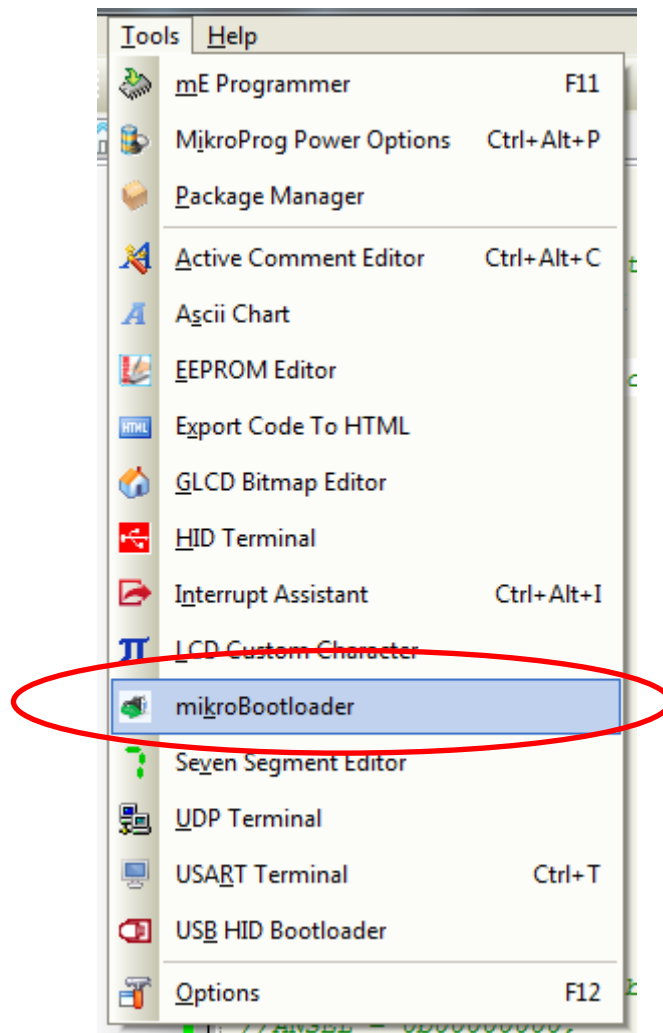 Tools Help
mE Programmer F11
MikroProg Power Options Ctrl+Alt+P
Package Manager
Active Comment Editor Ctrl+Alt+C
Ascii Chart
EEPROM Editor
HTML Export Code To HTML
GLCD Bitmap Editor
HID Terminal
Interrupt Assistant Ctrl+Alt+I
LCD Custom Character
mikroBootloader
Seven Segment Editor
UDP Terminal
USART Terminal Ctrl+T
USB HID Bootloader
Options F12